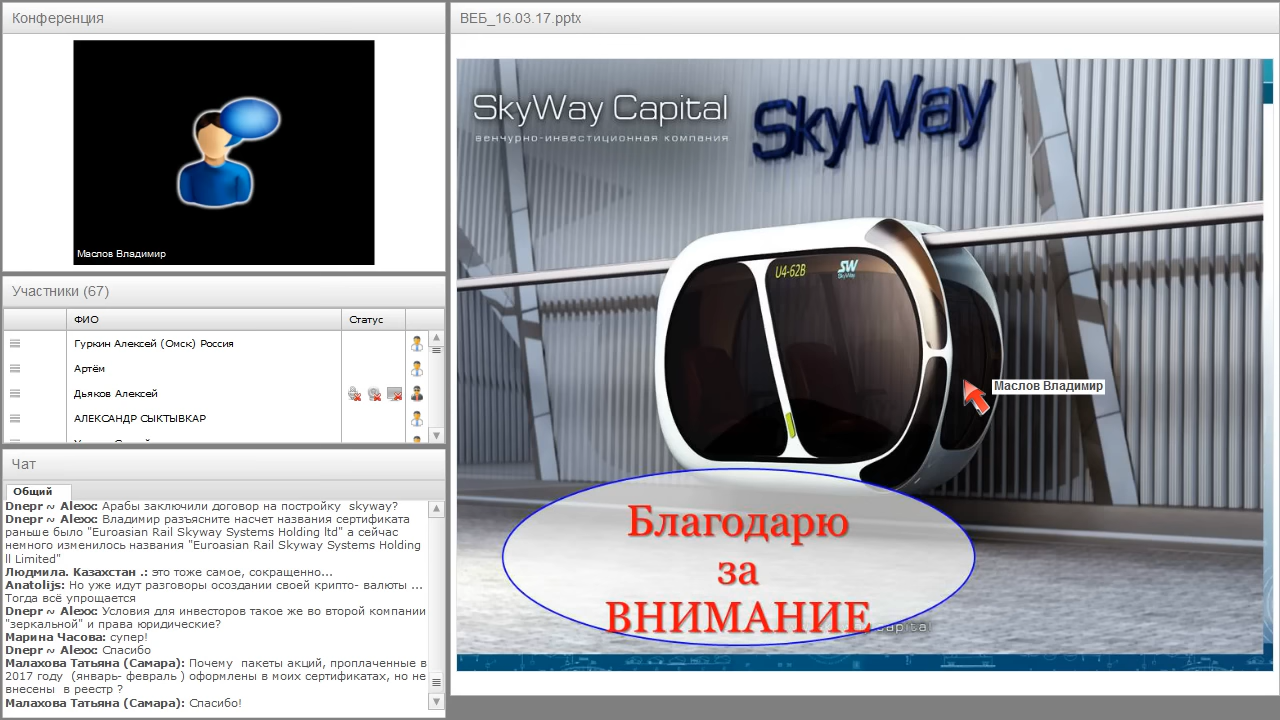 Конференция
Маслов Владимир
Участники (67)
ФИО
Статус
Гуркин Алексей (Омск) Россия
Артём
Дьяков Алексей
АЛЕКСАНДР СЫКТЫВКАР
Чат
Общий
Dnepr ~ Alexx: Арабы заключили договор на постройку skyway?
Dnepr ~ Alexx: Владимир разъясните насчет названия сертификата
раньше было "Euroasian Rail Skyway Systems Holding ltd" а сейчас
немного изменилось названия "Euroasian Rail Skyway Systems Holding
ll Limited"
Людмила. Казахстан .: это тоже самое, сокращенно...
Anatolijs: Но уже идут разговоры осоздании своей крипто- валюты ...
Тогда всё упрощается
Dnepr ~ Alexx: Условия для инвесторов такое же во второй компании
"зеркальной" и права юридические?
Марина Часова: супер!
Dnepr ~ Alexx: Спасибо
Малахова Татьяна (Самара): Почему пакеты акций, проплаченные в
2017 году (январь- февраль ) оформлены в моих сертификатах, но не
внесены в реестр ?
Малахова Татьяна (Самара): Спасибо!
ВЕБ_16.03.17.pptx
SkyWay Capital
венчурно-инвестиционная компания
SkyWay
U4-62B
SW
SkyWay
Маслов Владимир
Благодарю
за
ВНИМАНИЕ
capital